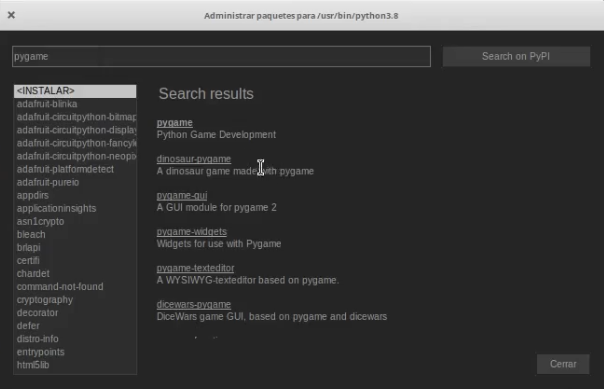 Administrar paquetes para /usr/bin/python3.8
pygame
Search on PyPI
<INSTALAR>
adafruit-blinka
adafruit-circuitpython-bitmap
adafruit-circuitpython-display
adafruit-circuitpython-fancyl
adafruit-circuitpython-neopi
adafruit-platformdetect
adafruit-pureio
appdirs
applicationinsights
asn1crypto
bleach
brlapi
certifi
chardet
command-not-found
cryptography
decorator
defer
distro-info
entrypoints
html5lib
Search results
pygame
Python Game Development
dinosaur-pygame
A dinosaur game made with pygame
pygame-gui
A GUI module for pygame 2
pygame-widgets
Widgets for use with Pygame
pygame-texteditor
A WYSIWYG-texteditor based on pygame.
dicewars-pygame
DiceWars game GUI, based on pygame and dicewars
Cerrar